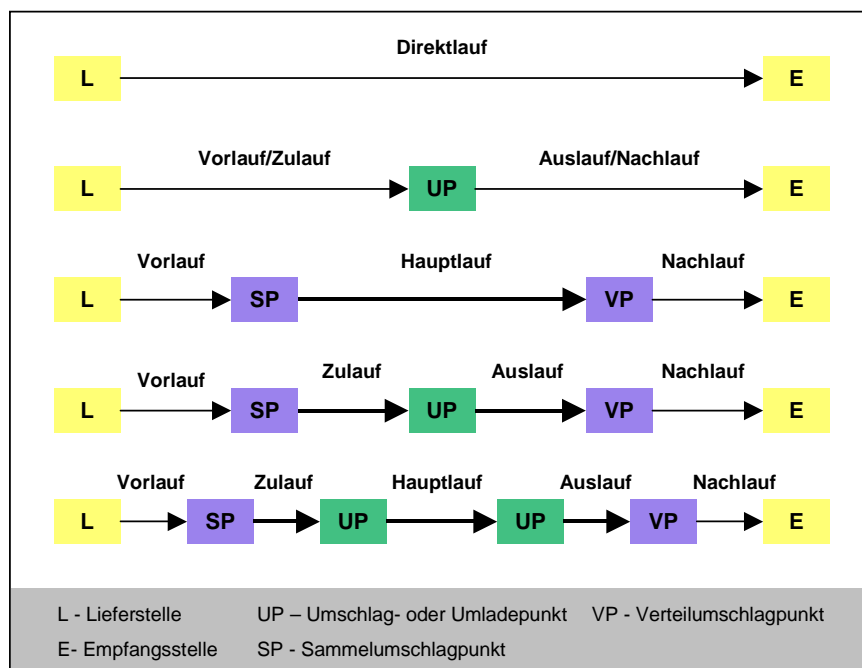 Direktlauf
L E
Vorlauf/Zulauf Auslauf/Nachlauf
L UP E
Vorlauf Hauptlauf Nachlauf
L SP VP E
Vorlauf Zulauf Auslauf Nachlauf
L SP UP VP E
Vorlauf Zulauf Hauptlauf Auslauf Nachlauf
L SP UP UP VP E
L - Lieferstelle UP – Umschlag- oder Umladepunkt VP - Verteilumschlagpunkt
E- Empfangsstelle SP - Sammelumschlagpunkt